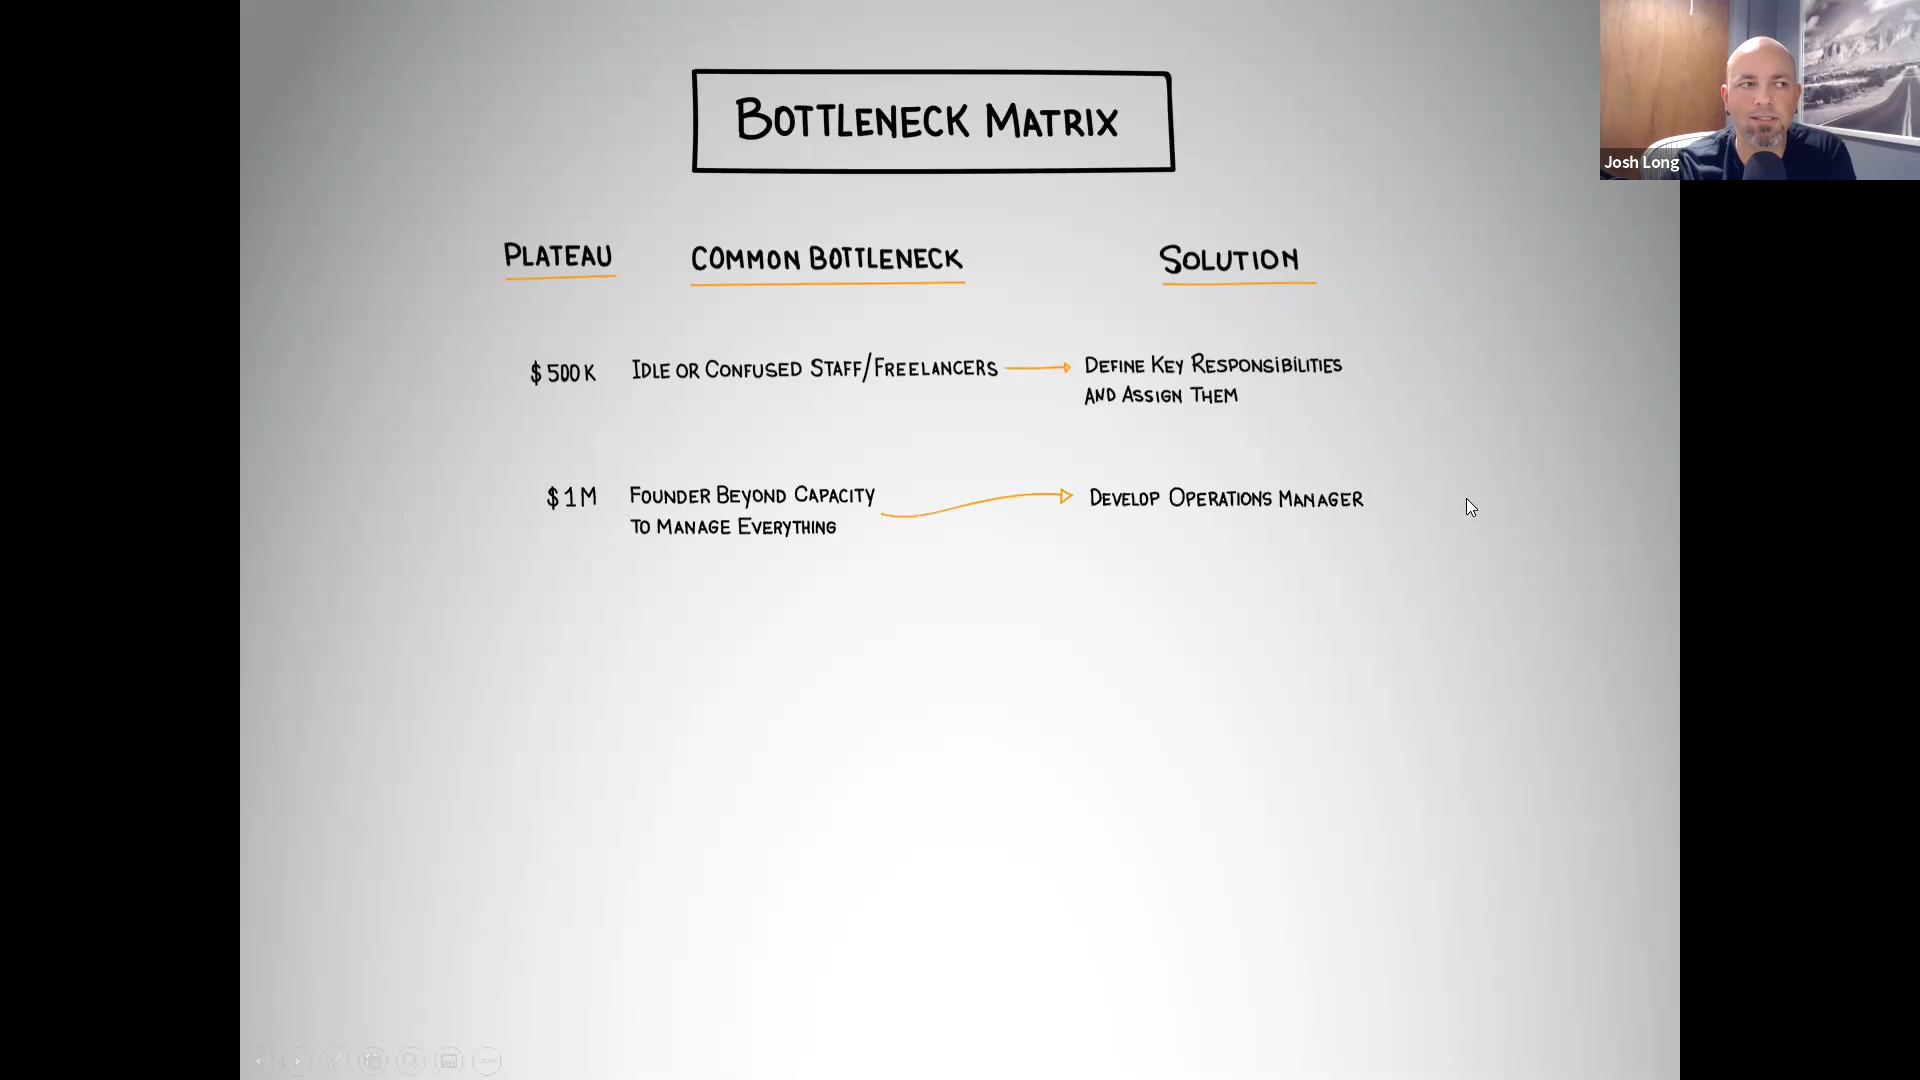 BOTTLENECK MATRIX
Josh Long
PLATEAU COMMON BOTTLENECK SOLUTION
$500K IDLE OR CONFUSED STAFF/FREELANCERS DEFINE KEY RESPONSIBILITIES
AND ASSIGN THEM
$1M FOUNDER BEYOND CAPACITY DEVELOP OPERATIONS MANAGER
TO MANAGE EVERYTHING